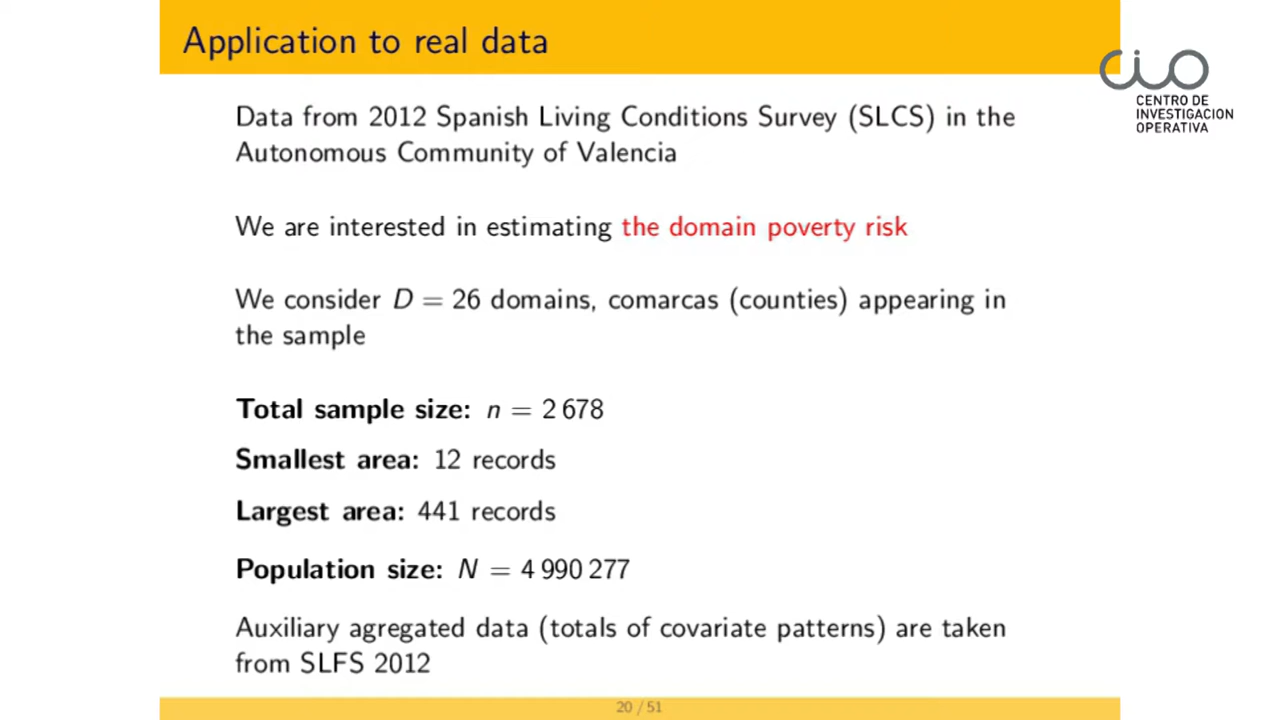 Application to real data
CIO
CENTRO DE
INVESTIGACION
OPERATIVA
Data from 2012 Spanish Living Conditions Survey (SLCS) in the
Autonomous Community of Valencia
We are interested in estimating the domain poverty risk
We consider D = 26 domains, comarcas (counties) appearing in
the sample
Total sample size: n = 2 678
Smallest area: 12 records
Largest area: 441 records
Population size: N = 4 990 277
Auxiliary agregated data (totals of covariate patterns) are taken
from SLFS 2012
20 / 51